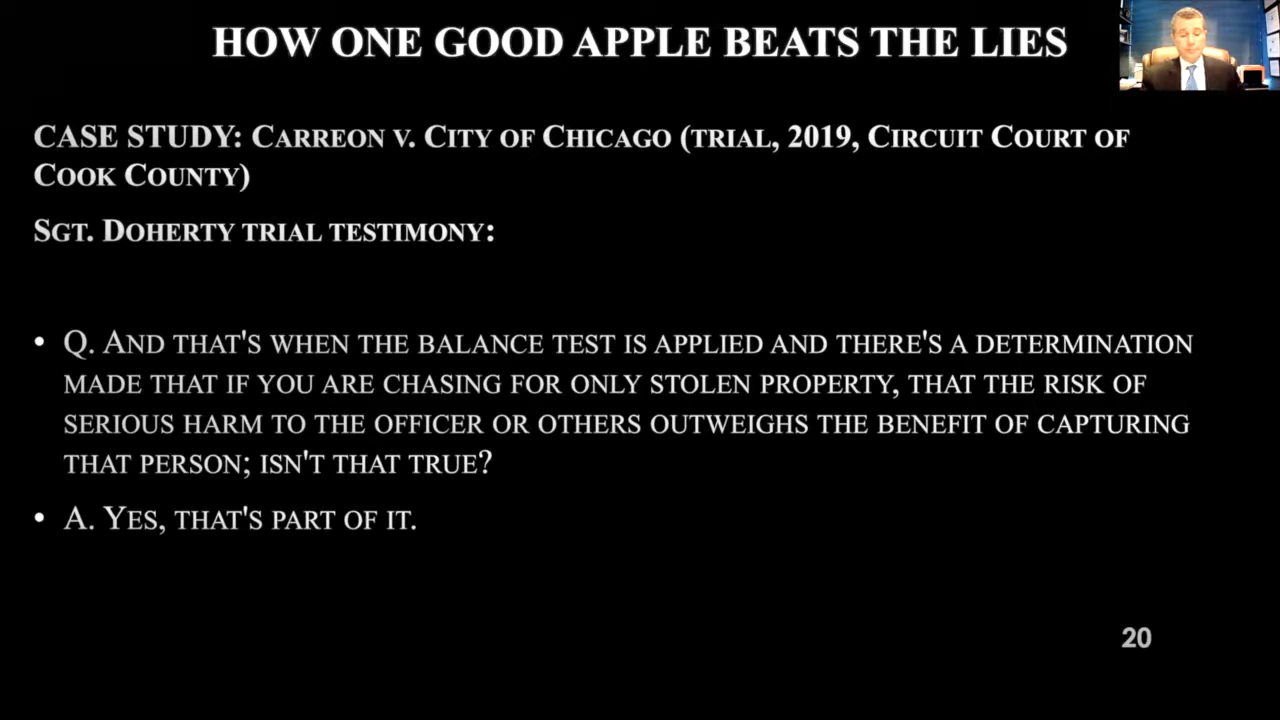 HOW ONE GOOD APPLE BEATS THE LIES
CASE STUDY: CARREON V. CITY OF CHICAGO (TRIAL, 2019, CIRCUIT COURT OF
COOK COUNTY)
SGT. DOHERTY TRIAL TESTIMONY:
• Q. AND THAT'S WHEN THE BALANCE TEST IS APPLIED AND THERE'S A DETERMINATION
MADE THAT IF YOU ARE CHASING FOR ONLY STOLEN PROPERTY, THAT THE RISK OF
SERIOUS HARM TO THE OFFICER OR OTHERS OUTWEIGHS THE BENEFIT OF CAPTURING
THAT PERSON; ISN'T THAT TRUE?
• A. YES, THAT'S PART OF IT.
20